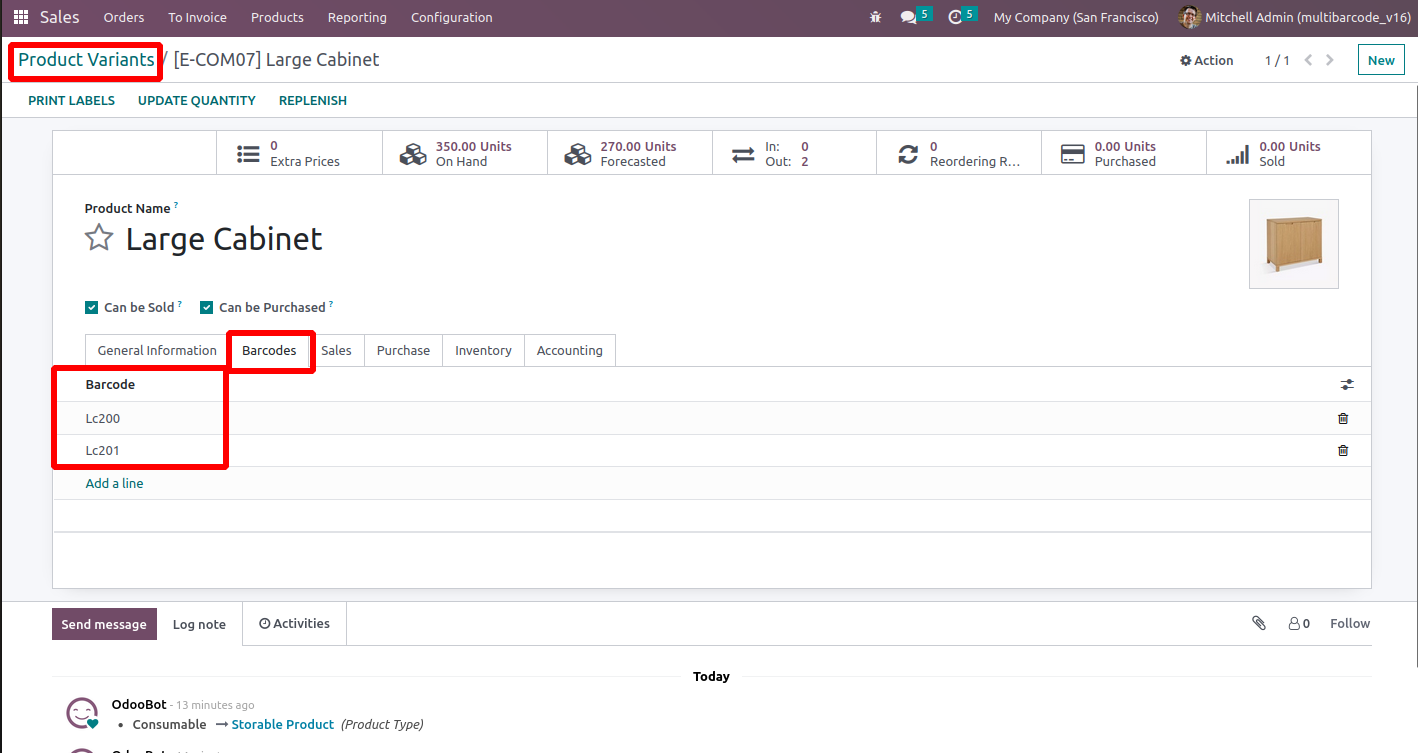 Sales Orders To Invoice Products Reporting Configuration 5 5 My Company (San Francisco) Mitchell Admin (multibarcode_v16)
Product Variants / [E-COM07] Large Cabinet Action 1 / 1 New
PRINT LABELS UPDATE QUANTITY REPLENISH
0 350.00 Units 270.00 Units In: 0 0 0.00 Units 0.00 Units
Extra Prices On Hand Forecasted Out: 2 Reordering R... Purchased Sold
Product Name ?
Large Cabinet
Can be Sold ? Can be Purchased ?
General Information Barcodes Sales Purchase Inventory Accounting
Barcode
Lc200
Lc201
Add a line
Send message Log note Activities 0 Follow
Today
OdooBot - 13 minutes ago
• Consumable → Storable Product (Product Type)